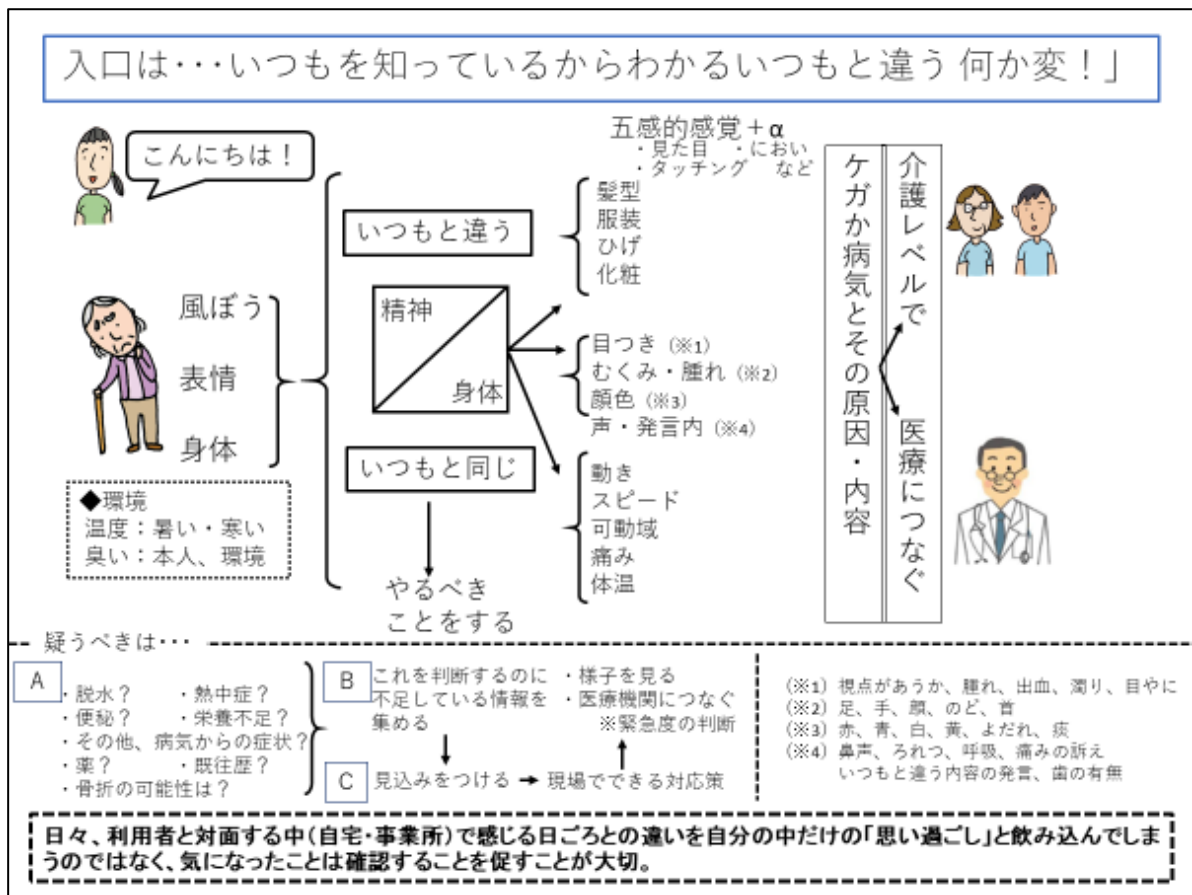 入口は・・・いつもを知っているからわかるいつもと違う 何か変！」
こんにちは！
風ぼう
表情
身体
◆環境
温度：暑い・寒い
臭い：本人、環境
いつもと違う
精神
身体
いつもと同じ
やるべき
ことをする
五感的感覚＋α
・見た目 ・におい
・タッチング など
髪型
服装
ひげ
化粧
目つき（※1）
むくみ・腫れ（※2）
顔色（※3）
声・発言内（※4）
動き
スピード
可動域
痛み
体温
ケガか病気とその原因・内容
介護レベルで
医療につなぐ
疑うべきは・・・
A
・脱水？ ・熱中症？
・便秘？ ・栄養不足？
・その他、病気からの症状？
・薬？ ・既往歴？
・骨折の可能性は？
B
これを判断するのに
不足している情報を
集める
・様子を見る
・医療機関につなぐ
※緊急度の判断
C
見込みをつける
現場でできる対応策
（※1）視点があうか、腫れ、出血、濁り、目やに
（※2）足、手、顔、のど、首
（※3）赤、青、白、黄、よだれ、痰
（※4）鼻声、ろれつ、呼吸、痛みの訴え
いつもと違う内容の発言、歯の有無
日々、利用者と対面する中（自宅・事業所）で感じる日ごろとの違いを自分の中だけの「思い過ごし」と飲み込んでしま
うのではなく、気になったことは確認することを促すことが大切。